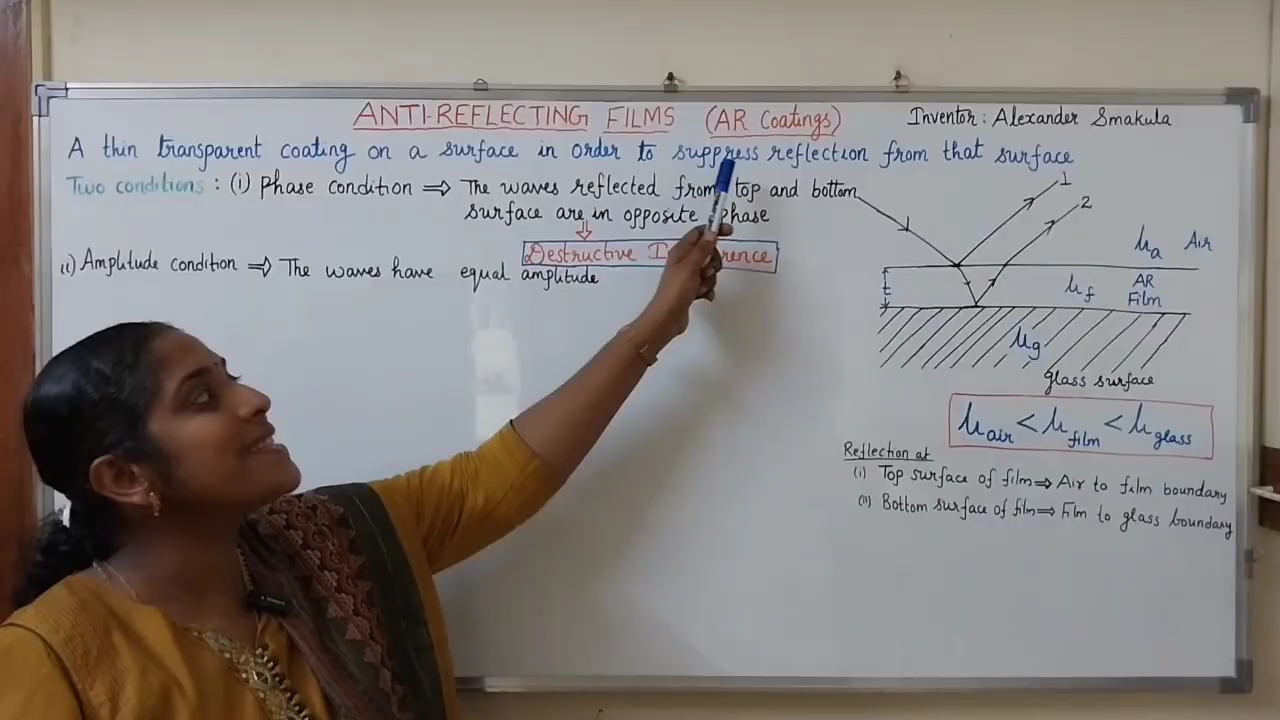 ANTI-REFLECTING FILMS (AR Coatings)
Inventor: Alexander Smakula
A thin transparent coating on a surface in order to suppress reflection from that surface
Two conditions: (i) Phase condition ⇒ The waves reflected from top and bottom
surface are in opposite phase
⇓
Destructive I rence
ii) Amplitude condition ⇒ The waves have equal amplitude
1
2
μa Air
t
μf AR
Film
μg
glass surface
μair < μfilm < μglass
Reflection at
(i) Top surface of film ⇒ Air to film boundary
(ii) Bottom surface of film ⇒ Film to glass boundary